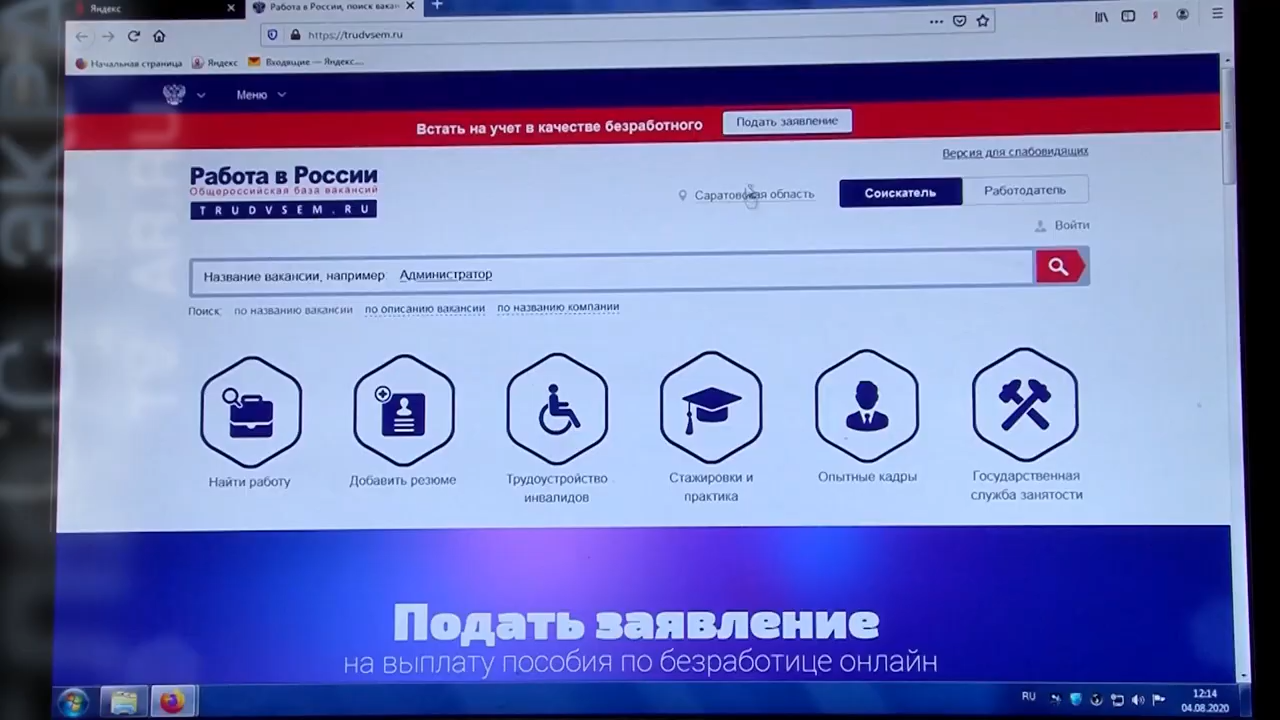 Яндекс
Работа в России, поиск вакан
https://trudvsem.ru
Начальная страница
Яндекс
Входящие — Яндекс....
Меню
Встать на учет в качестве безработного
Подать заявление
Версия для слабовидящих
Работа в России
Общероссийская база вакансий
TRUDVSEM.RU
Саратовская область
Соискатель
Работодатель
Войти
Название вакансии, например Администратор
Поиск: по названию вакансии по описанию вакансии по названию компании
Найти работу
Добавить резюме
Трудоустройство
инвалидов
Стажировки и
практика
Опытные кадры
Государственная
служба занятости
Подать заявление
на выплату пособия по безработице онлайн
RU
12:14
04.08.2020